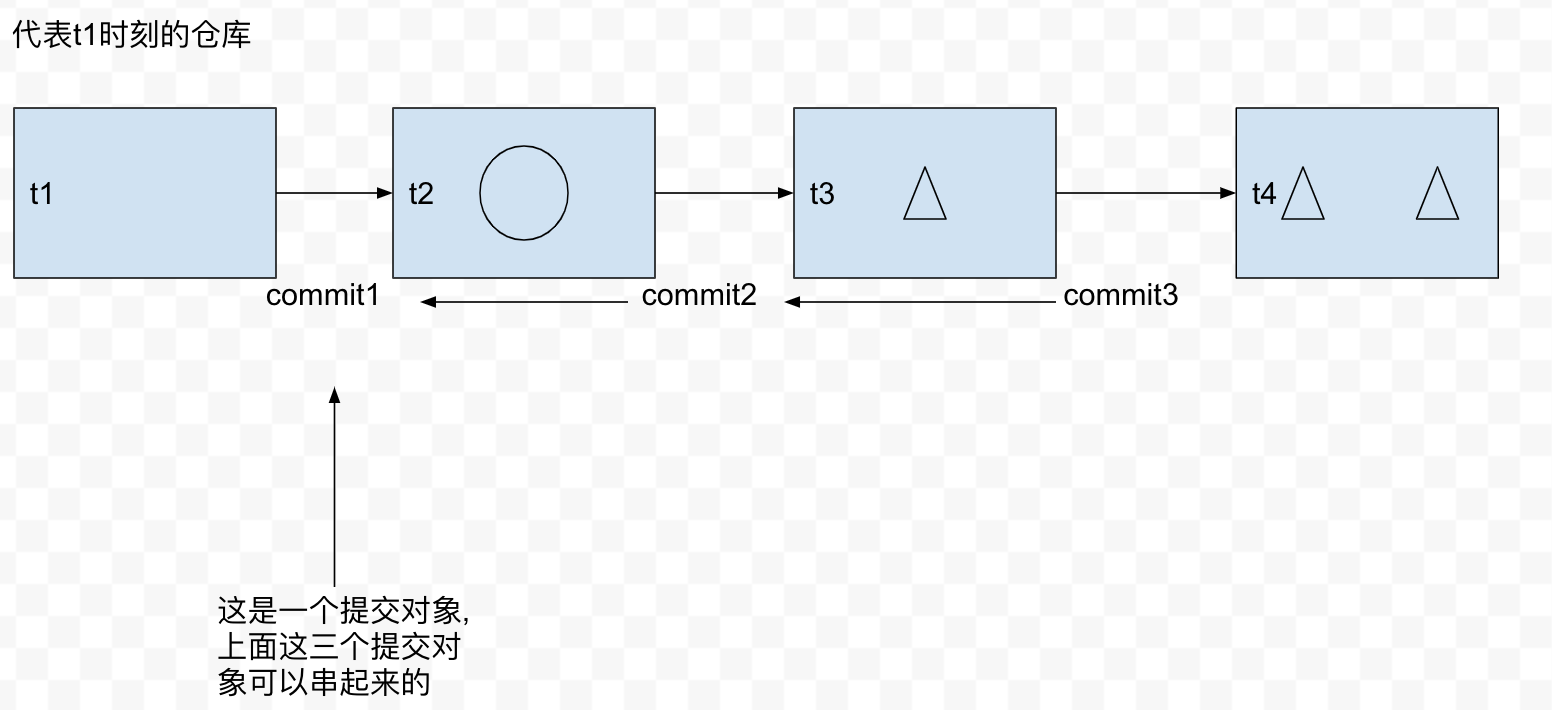 代表t1时刻的仓库
t1
t2
t3
t4
commit1
commit2
commit3
这是一个提交对象,
上面这三个提交对
象可以串起来的